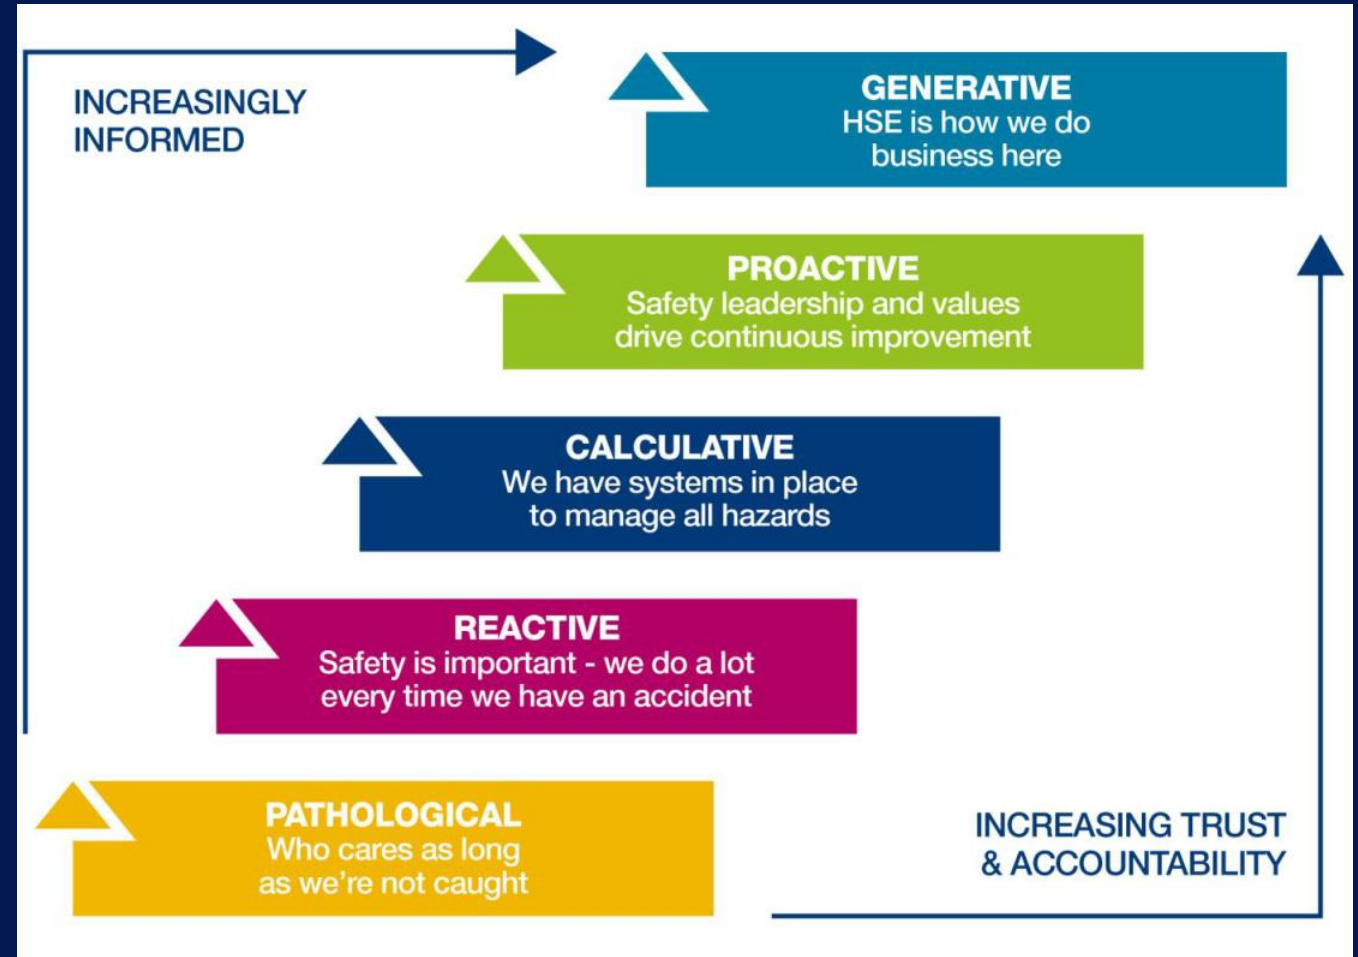 INCREASINGLY
INFORMED
GENERATIVE
HSE is how we do
business here
PROACTIVE
Safety leadership and values
drive continuous improvement
CALCULATIVE
We have systems in place
to manage all hazards
REACTIVE
Safety is important - we do a lot
every time we have an accident
PATHOLOGICAL
Who cares as long
as we're not caught
INCREASING TRUST
& ACCOUNTABILITY